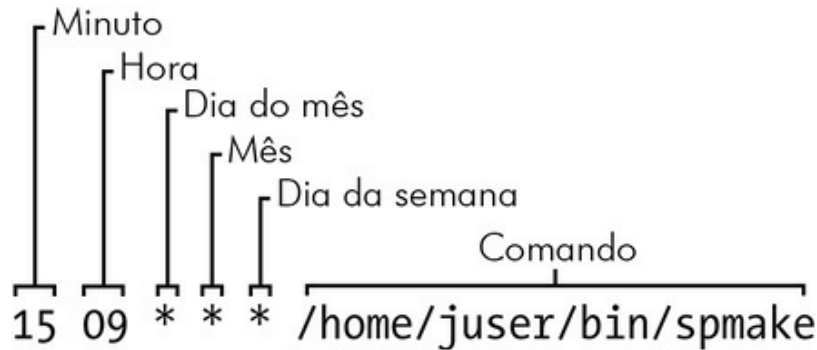 Minuto
Hora
Dia do mês
Mês
Dia da semana
Comando
15 09 * * * /home/juser/bin/spmake